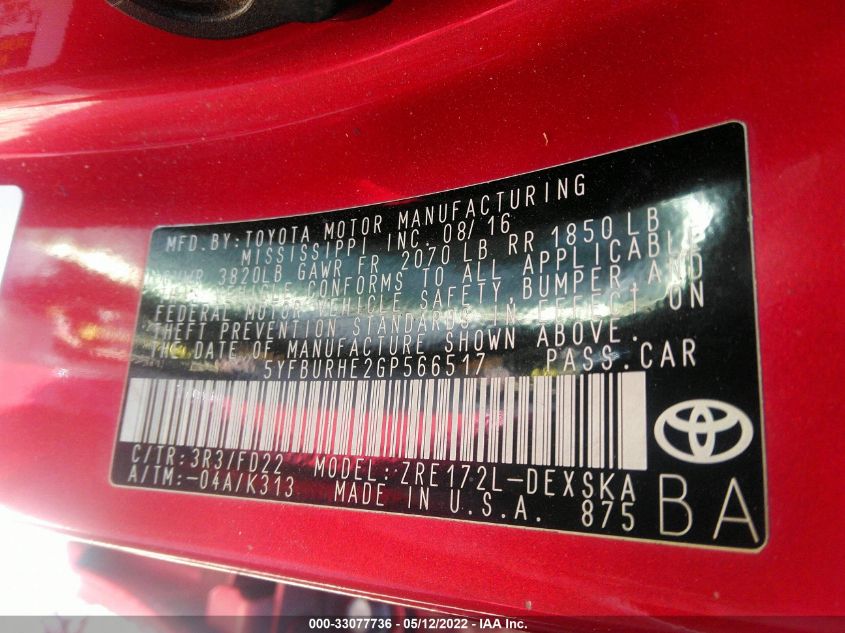 MFD.BY:TOYOTA MOTOR MANUFACTURING
MISSISSIPPI INC. 08/16
GVWR 3820LB GAWR FR 2070 LB RR 1850 LB
THIS VEHICLE CONFORMS TO ALL APPLICABLE
FEDERAL MOTOR VEHICLE SAFETY,BUMPER,AND
THEFT PREVENTION STANDARDS IN EFFECT ON
THE DATE OF MANUFACTURE SHOWN ABOVE.
5YFBURHE2GP566517 PASS.CAR
C/TR:3R3/FD22 MODEL:ZRE172L-DEXSKA
A/TM:-04A/K313 MADE IN U.S.A. 875
BA
000-33077736 - 05/12/2022 - IAA Inc.